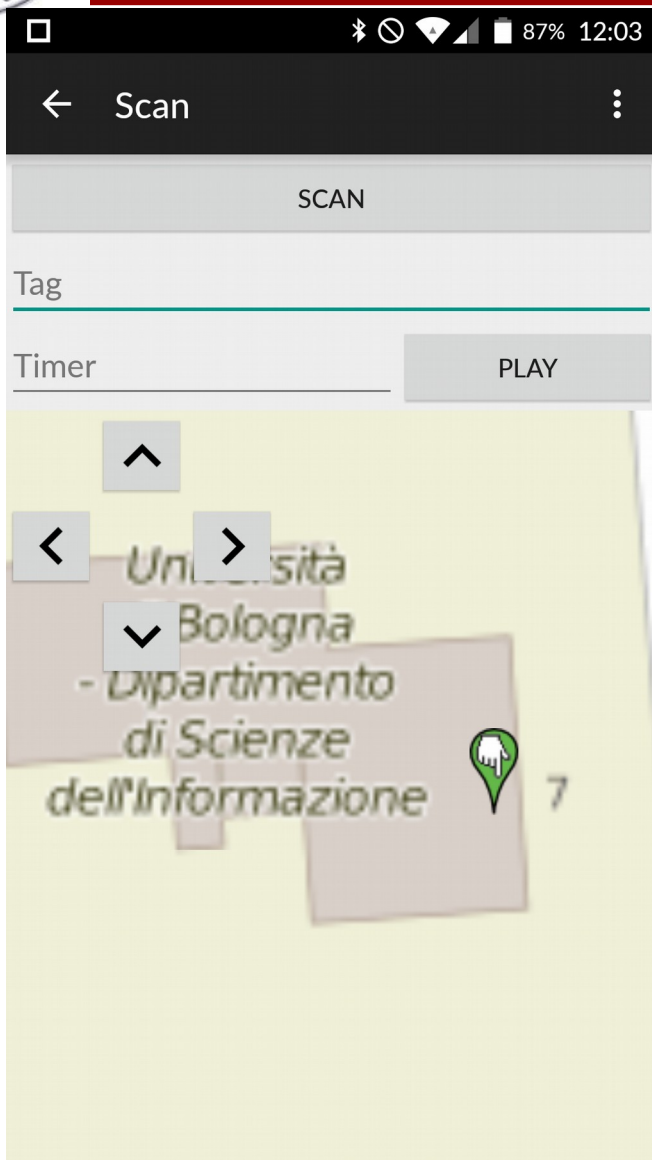 87% 12:03
Scan
SCAN
Tag
Timer
PLAY
Bologna
- Dipartimento
di Scienze
dell'Informazione
7